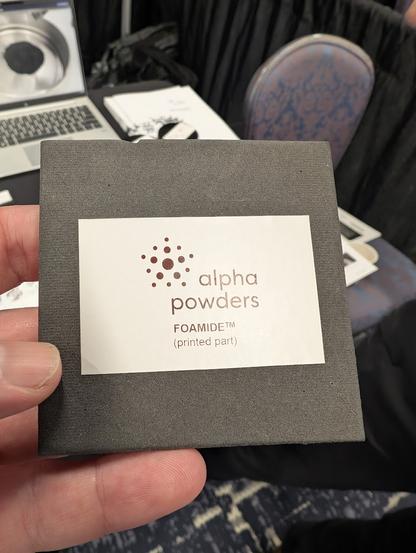 alpha
powders
FOAMIDE™
(printed part)